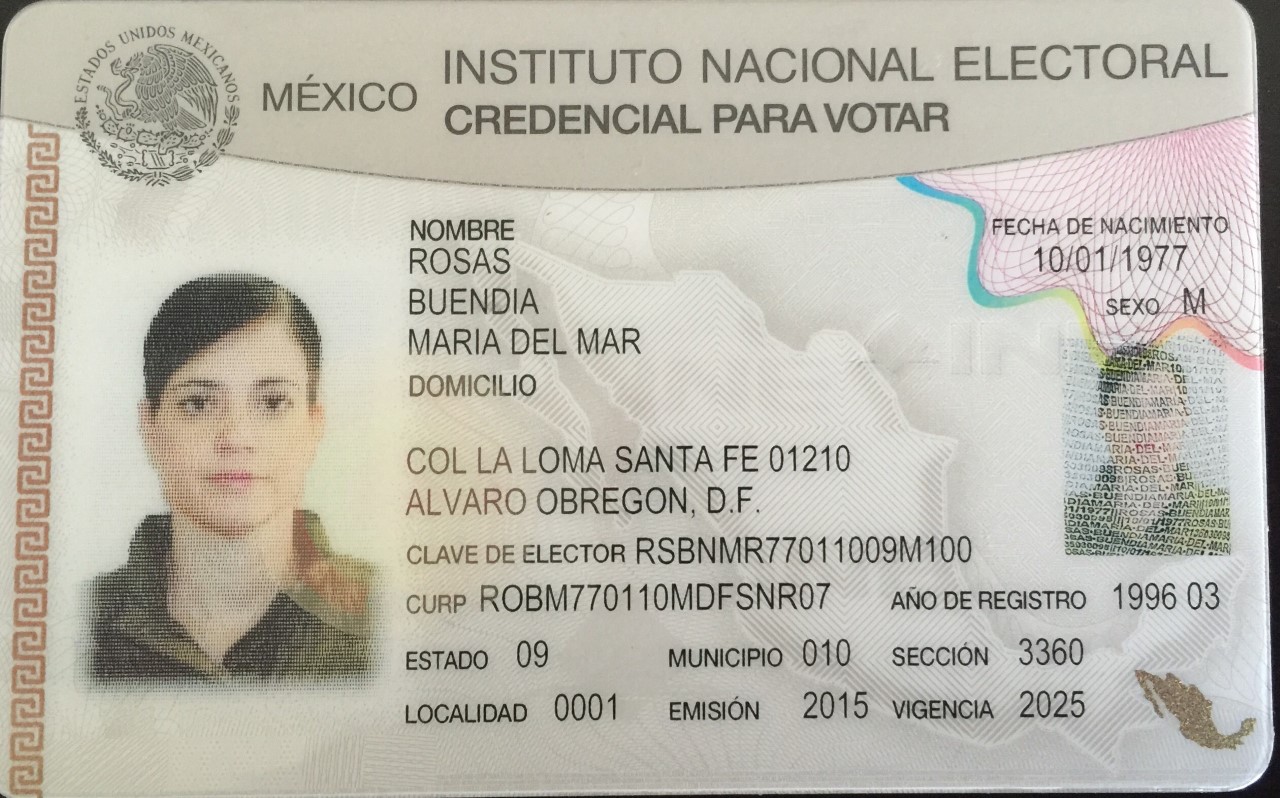 ESTADOS UNIDOS MEXICANOS
MÉXICO
INSTITUTO NACIONAL ELECTORAL
CREDENCIAL PARA VOTAR
NOMBRE
ROSAS
BUENDIA
MARIA DEL MAR
FECHA DE NACIMIENTO
10/01/1977
SEXO M
DOMICILIO
COL LA LOMA SANTA FE 01210
ALVARO OBREGON, D.F.
CLAVE DE ELECTOR RSBNMR77011009M100
CURP ROBM770110MDFSNR07 AÑO DE REGISTRO 1996 03
ESTADO 09 MUNICIPIO 010 SECCIÓN 3360
LOCALIDAD 0001 EMISIÓN 2015 VIGENCIA 2025